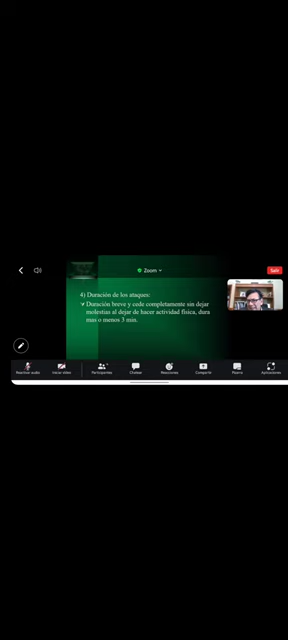 Zoom
Salir
4) Duración de los ataques:
Duración breve y cede completamente sin dejar
molestias al dejar de hacer actividad física, dura
mas o menos 3 min.
Reactivar audio
Iniciar video
Participantes
Chatear
Reacciones
Compartir
Pizarra
Aplicaciones